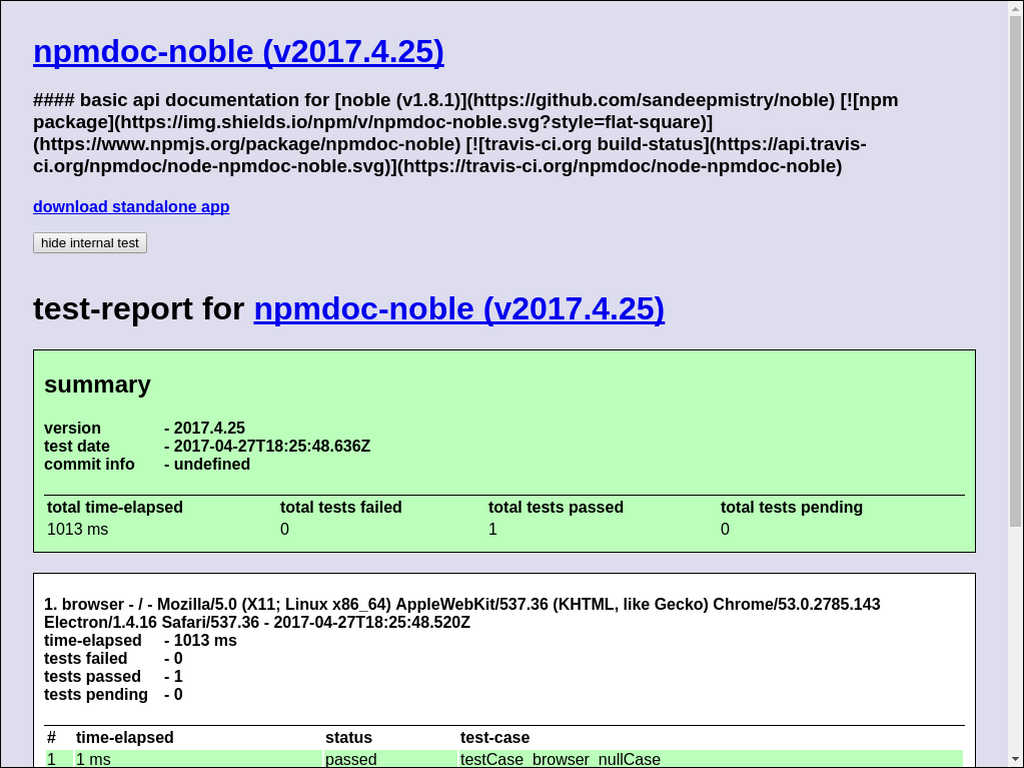 npmdoc-noble (v2017.4.25)
#### basic api documentation for [noble (v1.8.1)](https://github.com/sandeepmistry/noble) [![npm
package](https://img.shields.io/npm/v/npmdoc-noble.svg?style=flat-square)]
(https://www.npmjs.org/package/npmdoc-noble) [![travis-ci.org build-status](https://api.travis-
ci.org/npmdoc/node-npmdoc-noble.svg)](https://travis-ci.org/npmdoc/node-npmdoc-noble)
download standalone app
hide internal test
test-report for npmdoc-noble (v2017.4.25)
summary
version - 2017.4.25
test date - 2017-04-27T18:25:48.636Z
commit info - undefined
total time-elapsed total tests failed total tests passed total tests pending
1013 ms 0 1 0
1. browser - / - Mozilla/5.0 (X11; Linux x86_64) AppleWebKit/537.36 (KHTML, like Gecko) Chrome/53.0.2785.143
Electron/1.4.16 Safari/537.36 - 2017-04-27T18:25:48.520Z
time-elapsed - 1013 ms
tests failed - 0
tests passed - 1
tests pending - 0
# time-elapsed status test-case
1 1 ms passed testCase_browser_nullCase